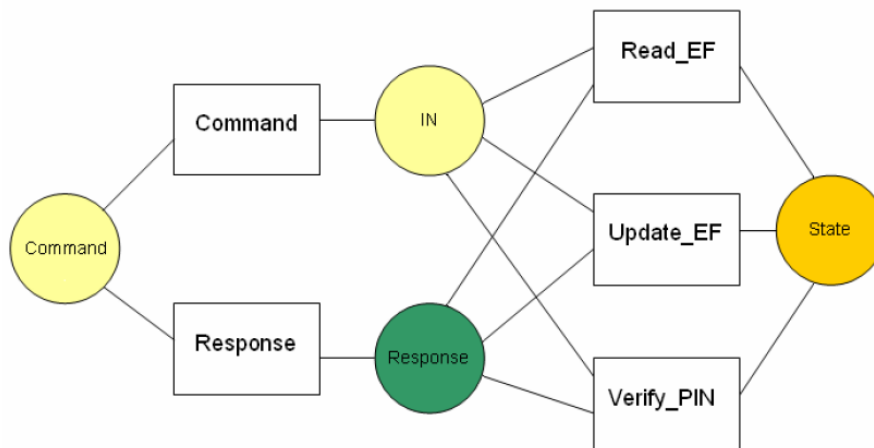 Read_EF
Command
IN
Command
Update_EF
State
Response
Response
Verify_PIN